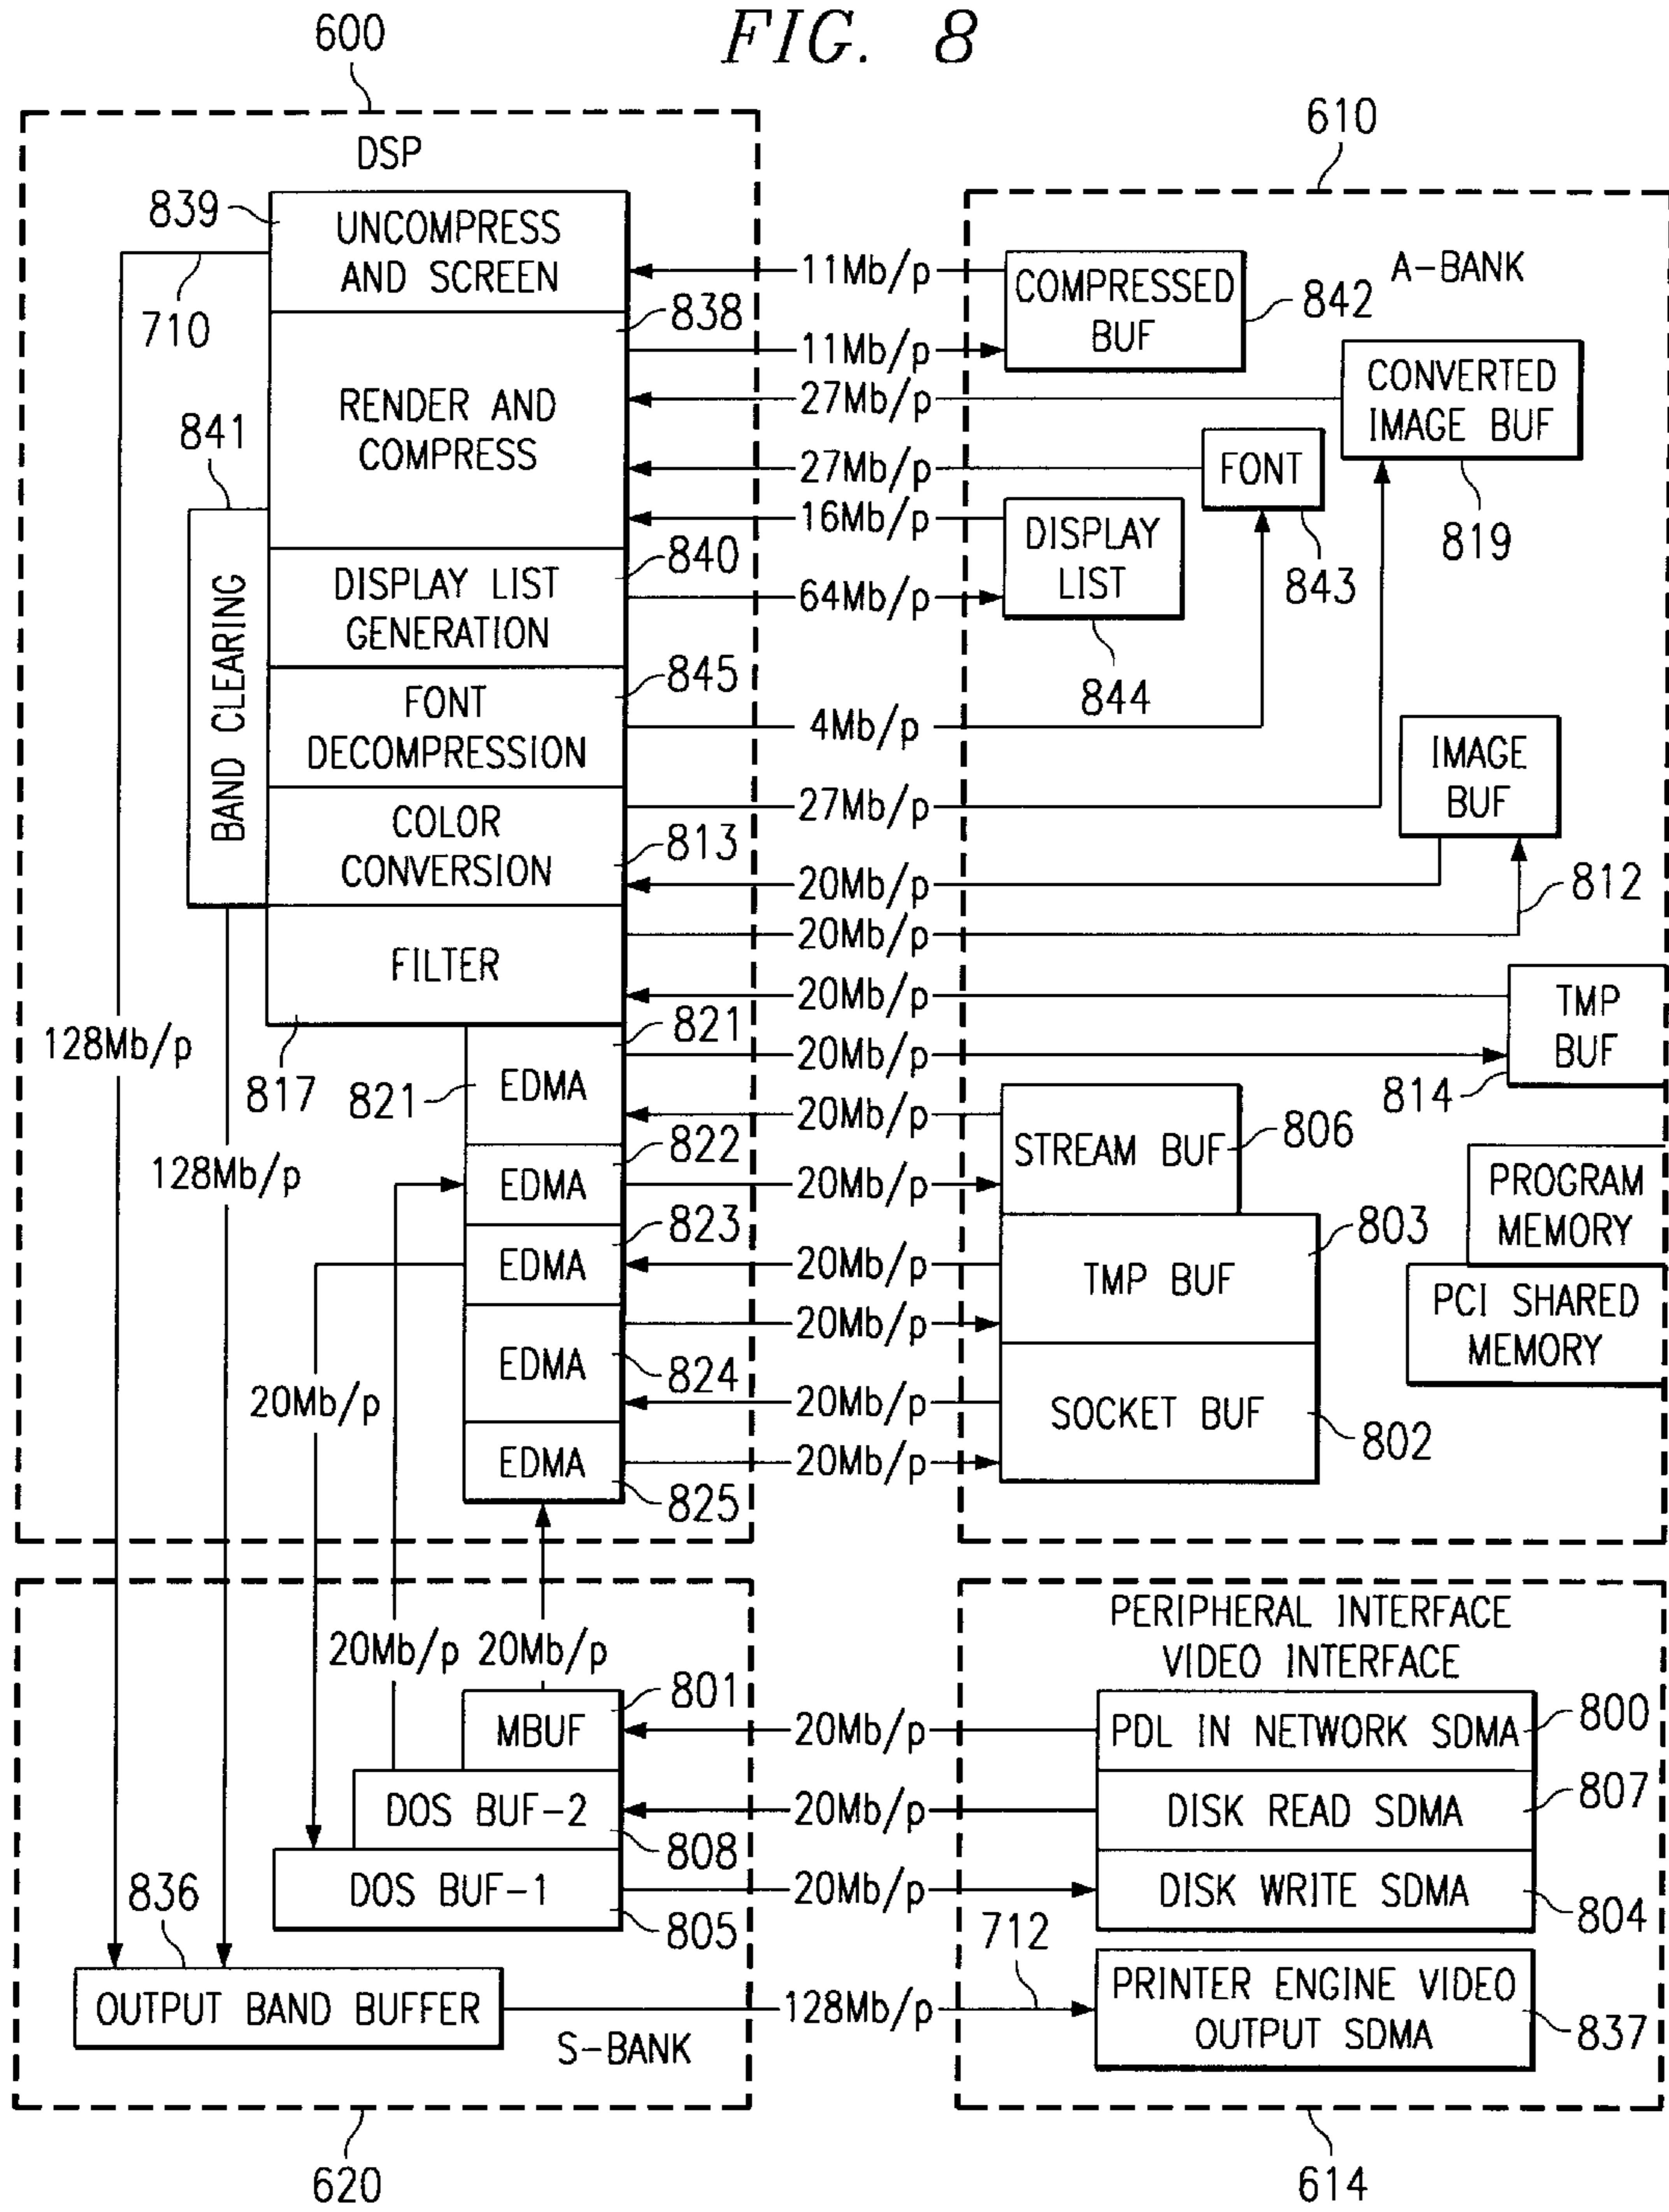 FIG. 8
600
610
DSP
839
UNCOMPRESS
AND SCREEN
710
838
RENDER AND
COMPRESS
841
BAND CLEARING
840
DISPLAY LIST
GENERATION
845
FONT
DECOMPRESSION
COLOR
CONVERSION
813
FILTER
817
821
821
EDMA
822
EDMA
823
EDMA
EDMA
824
EDMA
825
128Mb/p
128Mb/p
20Mb/p
11Mb/p
11Mb/p
27Mb/p
27Mb/p
16Mb/p
64Mb/p
4Mb/p
27Mb/p
20Mb/p
20Mb/p
20Mb/p
20Mb/p
20Mb/p
20Mb/p
20Mb/p
20Mb/p
20Mb/p
20Mb/p
A-BANK
COMPRESSED
BUF
842
CONVERTED
IMAGE BUF
819
FONT
843
DISPLAY
LIST
844
IMAGE
BUF
812
TMP
BUF
814
STREAM BUF
806
PROGRAM
MEMORY
803
TMP BUF
PCI SHARED
MEMORY
SOCKET BUF
802
20Mb/p
20Mb/p
801
MBUF
DOS BUF-2
808
DOS BUF-1
805
836
OUTPUT BAND BUFFER
S-BANK
620
20Mb/p
20Mb/p
20Mb/p
128Mb/p
712
PERIPHERAL INTERFACE
VIDEO INTERFACE
PDL IN NETWORK SDMA
800
DISK READ SDMA
807
DISK WRITE SDMA
804
PRINTER ENGINE VIDEO
OUTPUT SDMA
837
614